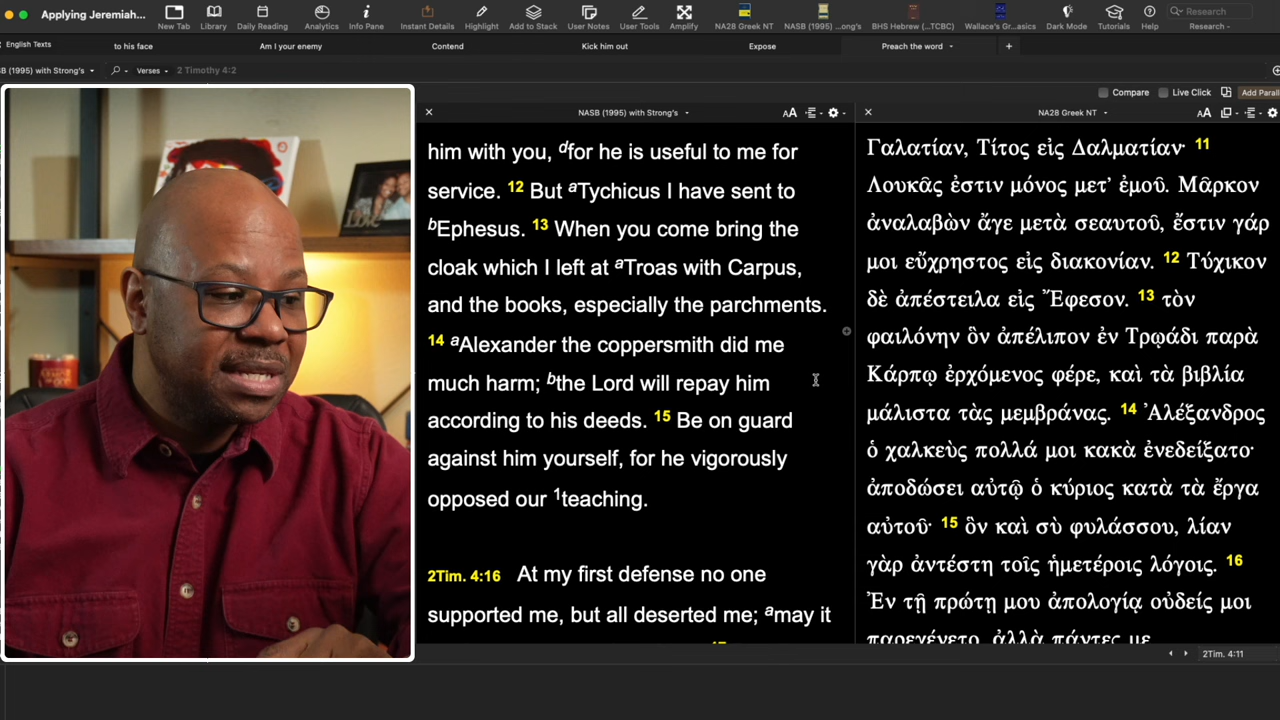 Applying Jeremiah...
New Tab
Library
Daily Reading
Analytics
Info Pane
Instant Details
Highlight
Add to Stack
User Notes
User Tools
Amplify
NA28 Greek NT
NASB (1995) ...ong's
BHS Hebrew (...TCBC)
Wallace's Gr...asics
Dark Mode
Tutorials
Help
Research
Research
English Texts
to his face
Am I your enemy
Contend
Kick him out
Expose
Preach the word
B (1995) with Strong's
Verses
2 Timothy 4:2
Compare
Live Click
Add Parall
NASB (1995) with Strong's
him with you, dfor he is useful to me for
service. 12 But aTychicus I have sent to
bEphesus. 13 When you come bring the
cloak which I left at aTroas with Carpus,
and the books, especially the parchments.
14 aAlexander the coppersmith did me
much harm; bthe Lord will repay him
according to his deeds. 15 Be on guard
against him yourself, for he vigorously
opposed our 1teaching.
2Tim. 4:16 At my first defense no one
supported me, but all deserted me; amay it
NA28 Greek NT
Γαλατίαν, Τίτος εἰς Δαλματίαν· 11
Λουκᾶς ἐστιν μόνος μετ᾽ ἐμοῦ. Μᾶρκον
ἀναλαβὼν ἄγε μετὰ σεαυτοῦ, ἔστιν γάρ
μοι εὔχρηστος εἰς διακονίαν. 12 Τύχικον
δὲ ἀπέστειλα εἰς Ἔφεσον. 13 τὸν
φαιλόνην ὃν ἀπέλιπον ἐν Τρῳάδι παρὰ
Κάρπῳ ἐρχόμενος φέρε, καὶ τὰ βιβλία
μάλιστα τὰς μεμβράνας. 14 Ἀλέξανδρος
ὁ χαλκεὺς πολλά μοι κακὰ ἐνεδείξατο·
ἀποδώσει αὐτῷ ὁ κύριος κατὰ τὰ ἔργα
αὐτοῦ· 15 ὃν καὶ σὺ φυλάσσου, λίαν
γὰρ ἀντέστη τοῖς ἡμετέροις λόγοις. 16
Ἐν τῇ πρώτῃ μου ἀπολογίᾳ οὐδείς μοι
παρεγένετο, ἀλλὰ πάντες με
2Tim. 4:11